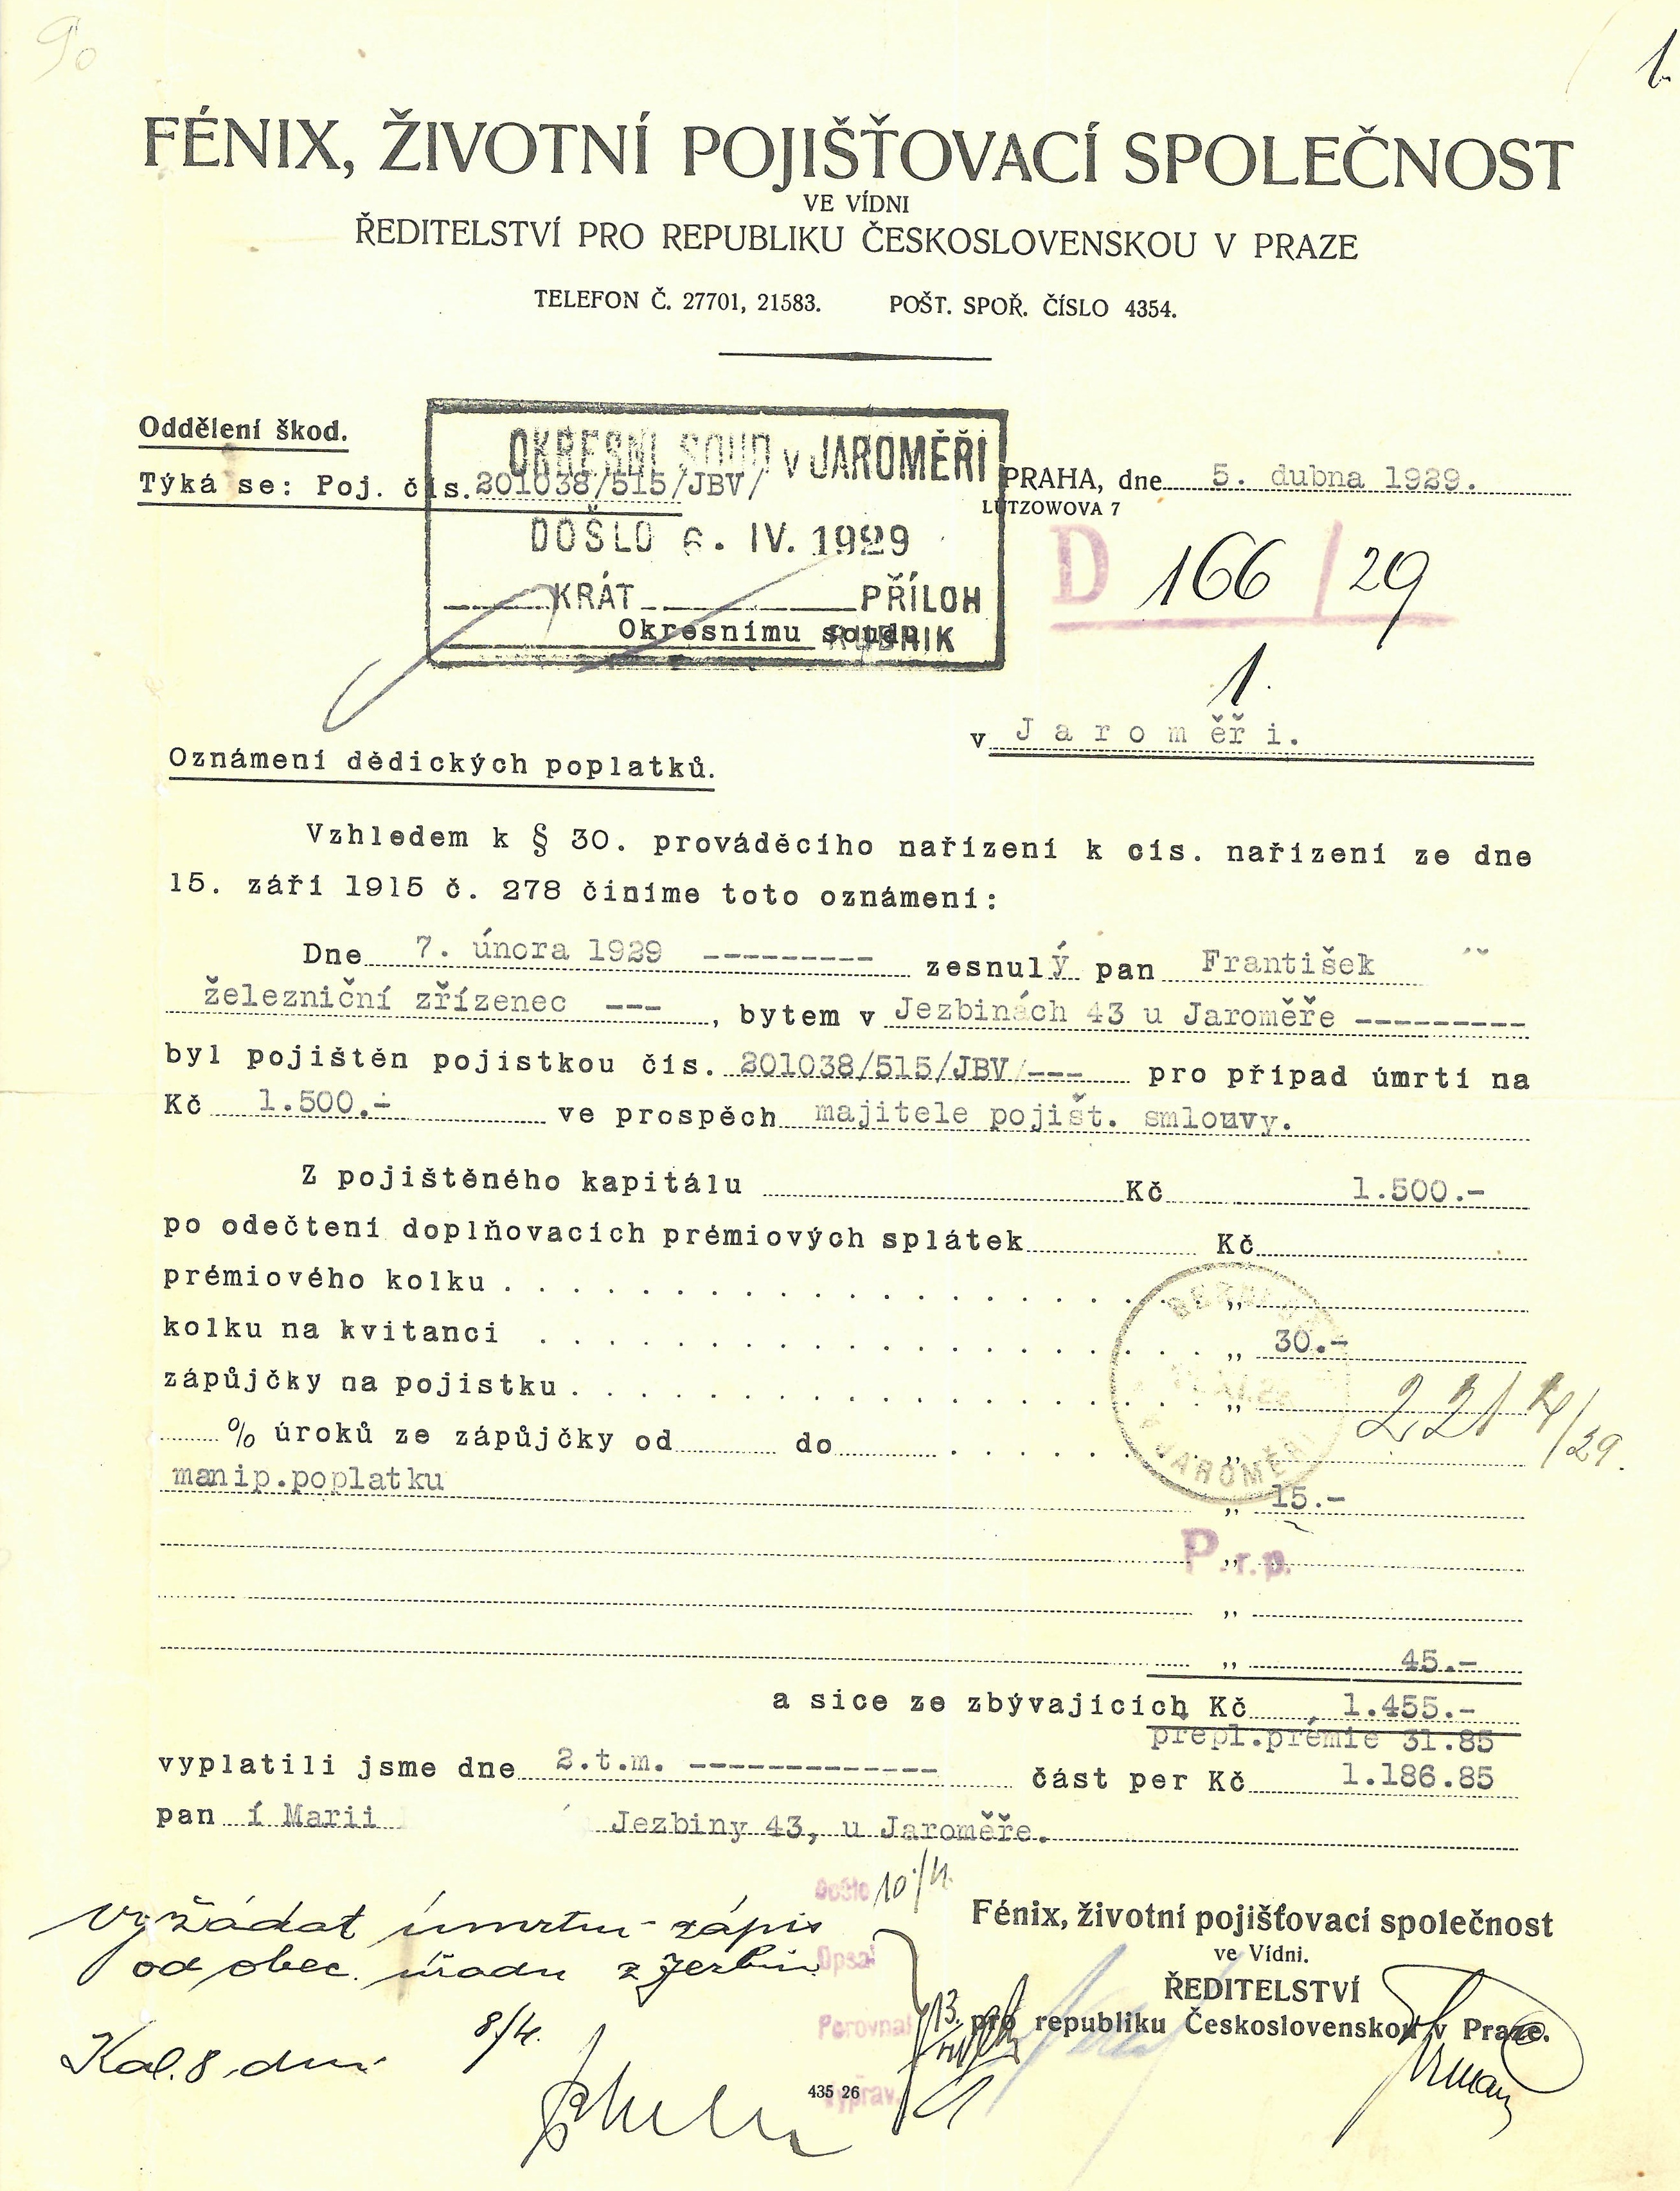 90
1.
FÉNIX, ŽIVOTNÍ POJIŠŤOVACÍ SPOLEČNOST
VE VÍDNI
ŘEDITELSTVÍ PRO REPUBLIKU ČESKOSLOVENSKOU V PRAZE
TELEFON Č. 27701, 21583. POŠT. SPOŘ. ČÍSLO 4354.
Oddělení škod.
OKRESNÍ SOUD v JAROMĚŘI
Týká se: Poj. čís. 201038/515/JBV/
PRAHA, dne 5. dubna 1929.
LÜTZOWOVA 7
DOŠLO 6. IV. 1929
D 166/29
KRÁT PŘÍLOH
Okresnímu soudu
RUBRIK
1.
v Jaroměři.
Oznámení dědických poplatků.
Vzhledem k § 30. prováděcího nařízení k cís. nařízení ze dne
15. září 1915 č. 278 činíme toto oznámení:
Dne 7. února 1929 --------- zesnulý pan František
železniční zřízenec ---, bytem v Jezbinách 43 u Jaroměře ---------
byl pojištěn pojistkou čís. 201038/515/JBV/--- pro případ úmrtí na
Kč 1.500.- ve prospěch majitele pojišt. smlouvy.
Z pojištěného kapitálu Kč 1.500.-
po odečtení doplňovacích prémiových splátek Kč
prémiového kolku . . . . . . . . . . . . . . . . . . . . „
kolku na kvitanci . . . . . . . . . . . . . . . . . . . „ 30.-
zápůjčky na pojistku . . . . . . . . . . . . . . . . . . „
% úroků ze zápůjčky od do . . . . . „
JAROMĚŘI
manip.poplatku „ 15.-
P. r. p.
„
„
„ 45.-
a sice ze zbývajících Kč 1.455.-
přepl.prémie 31.85
vyplatili jsme dne 2.t.m. ------------- část per Kč 1.186.85
pan í Marii Jezbiny 43, u Jaroměře.
Došlo 10/4.
Vyžádat úmrtní zápis
od obec. úřadu z Jezbin
Opsal
Porovnal
Vyprav.
Kal. 8 dní
8/4.
Fénix, životní pojišťovací společnost
ve Vídni.
ŘEDITELSTVÍ
pro republiku Československou v Praze.
435 26